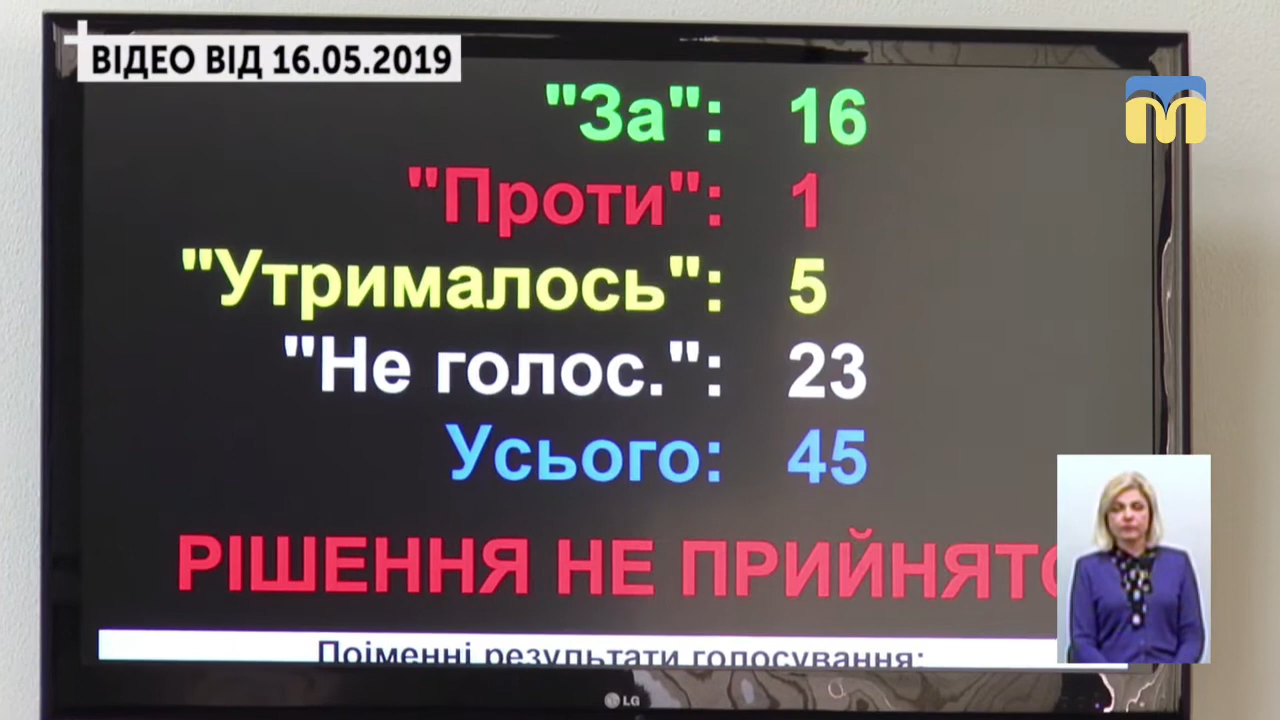 ВІДЕО ВІД 16.05.2019
"За": 16
"Проти": 1
"Утрималось": 5
"Не голос.": 23
Усього: 45
РІШЕННЯ НЕ ПРИЙНЯТО
Поіменні результати голосування:
LG